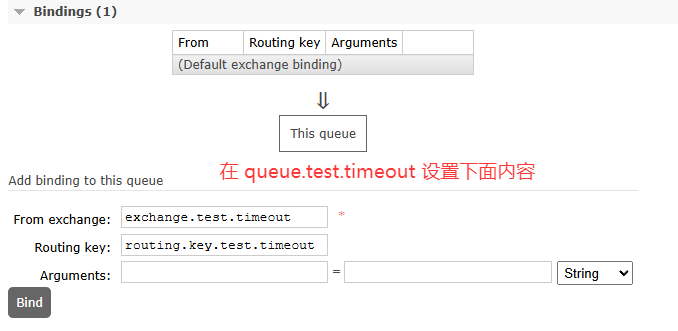 Bindings (1)
From Routing key Arguments
(Default exchange binding)
⇓
This queue
在 queue.test.timeout 设置下面内容
Add binding to this queue
From exchange: exchange.test.timeout *
Routing key: routing.key.test.timeout
Arguments: = String
Bind